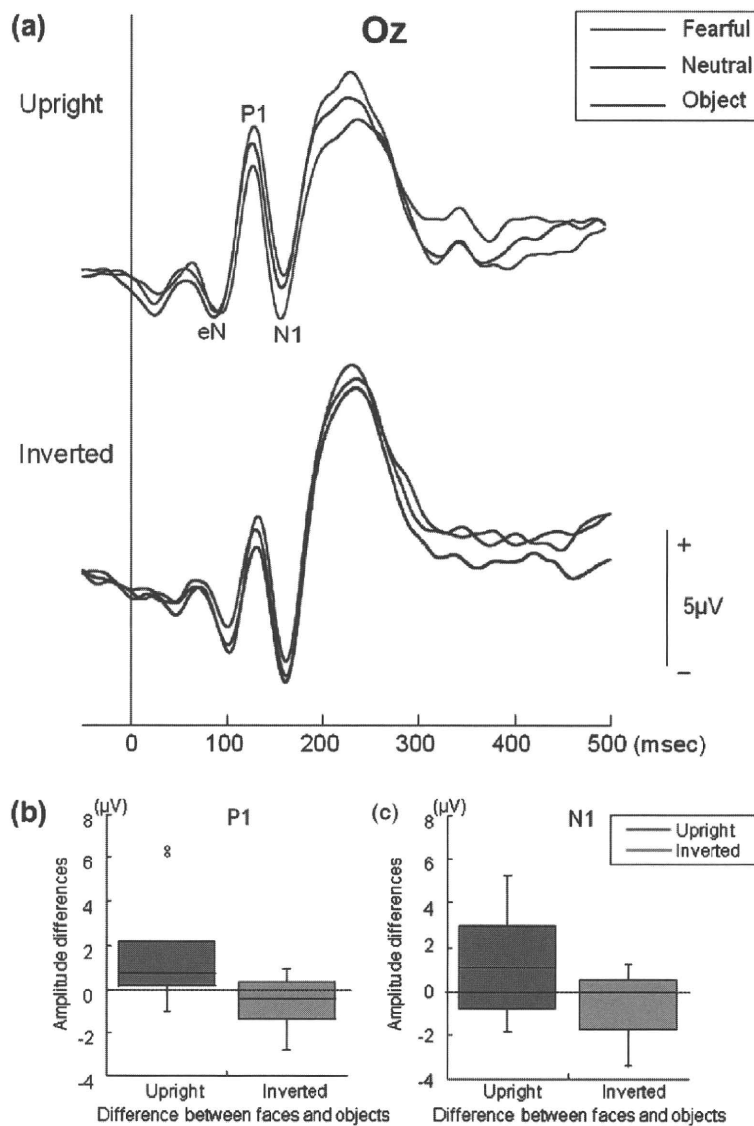 (a)
Oz
Fearful
Neutral
Object
Upright
P1
eN
N1
Inverted
+
5μV
−
0 100 200 300 400 500 (msec)
(b)
(μV)
P1
8
6
4
2
0
-2
-4
Amplitude differences
Upright Inverted
Difference between faces and objects
(c)
(μV)
N1
Upright
Inverted
8
6
4
2
0
-2
-4
Amplitude differences
Upright Inverted
Difference between faces and objects